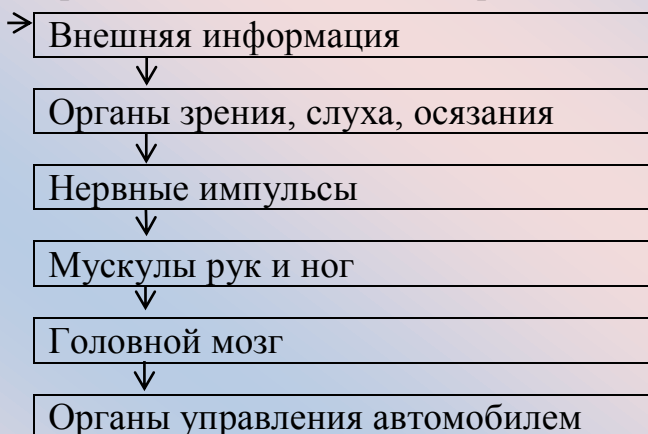 Внешняя информация
Органы зрения, слуха, осязания
Нервные импульсы
Мускулы рук и ног
Головной мозг
Органы управления автомобилем